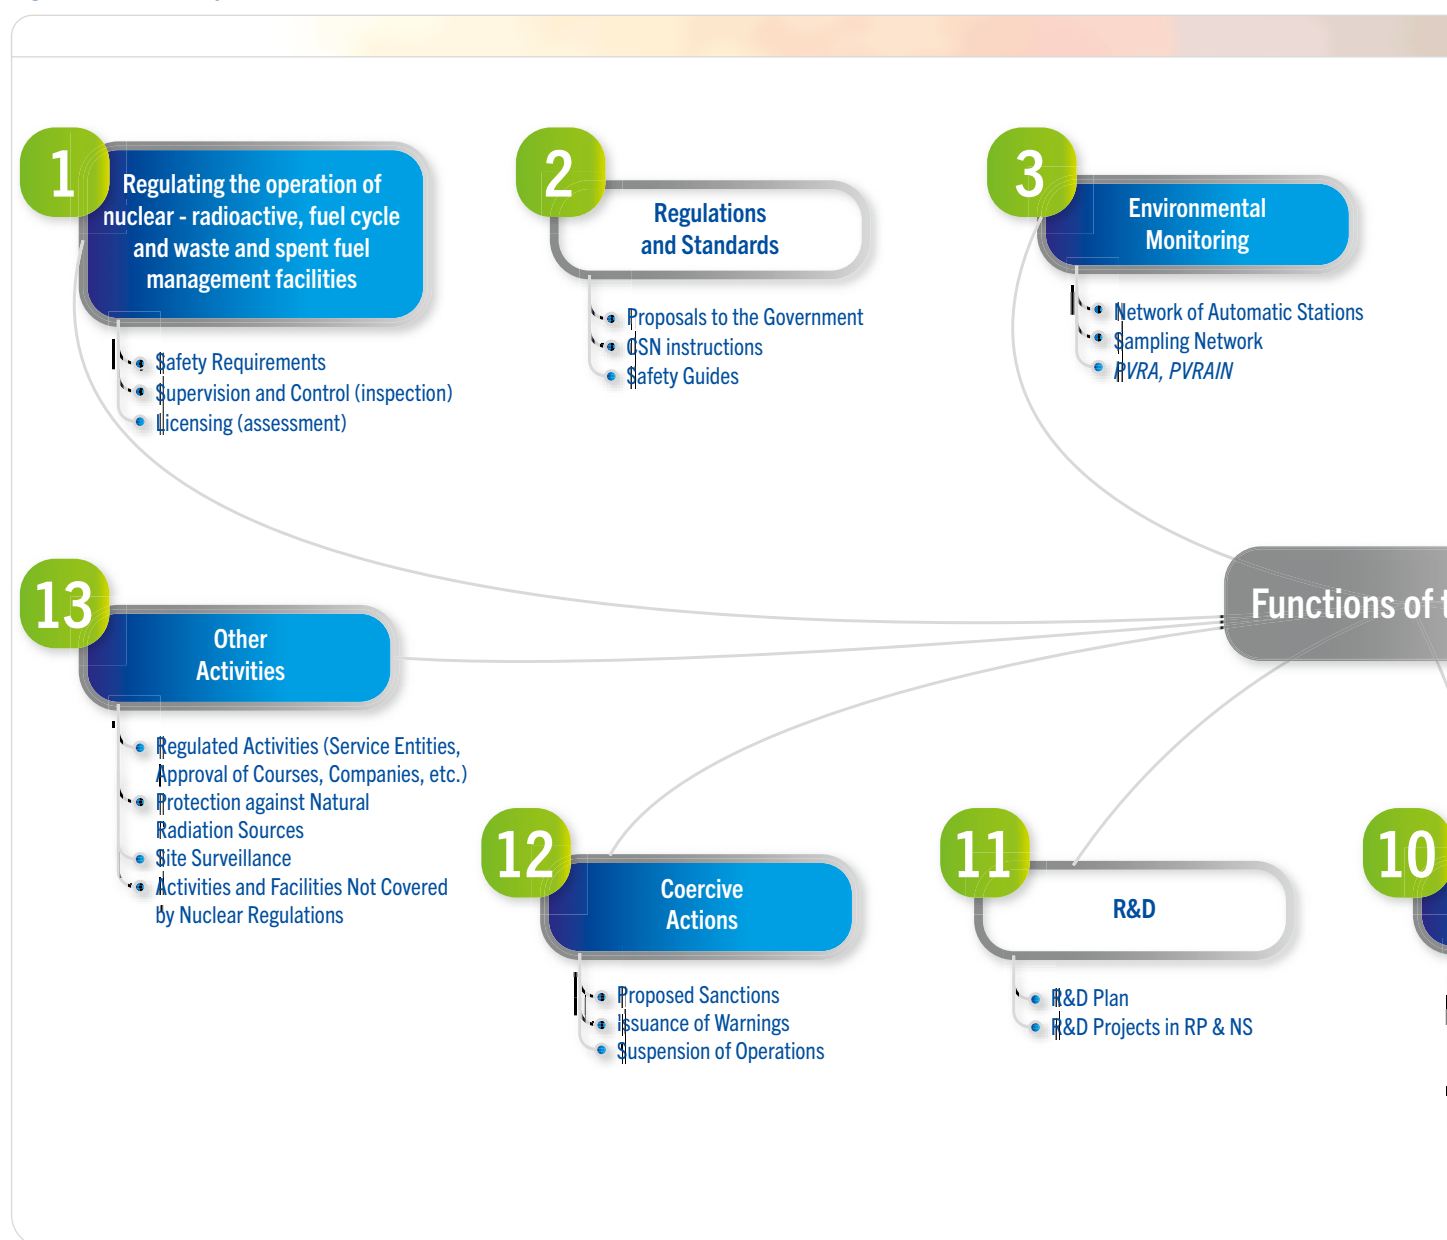 1
Regulating the operation of
nuclear - radioactive, fuel cycle
and waste and spent fuel
management facilities
Safety Requirements
Supervision and Control (inspection)
Licensing (assessment)
2
Regulations
and Standards
Proposals to the Government
CSN instructions
Safety Guides
3
Environmental
Monitoring
Network of Automatic Stations
Sampling Network
PVRA, PVRAIN
Functions of t
13
Other
Activities
Regulated Activities (Service Entities,
Approval of Courses, Companies, etc.)
Protection against Natural
Radiation Sources
Site Surveillance
Activities and Facilities Not Covered
by Nuclear Regulations
12
Coercive
Actions
Proposed Sanctions
issuance of Warnings
Suspension of Operations
11
R&D
R&D Plan
R&D Projects in RP & NS
10